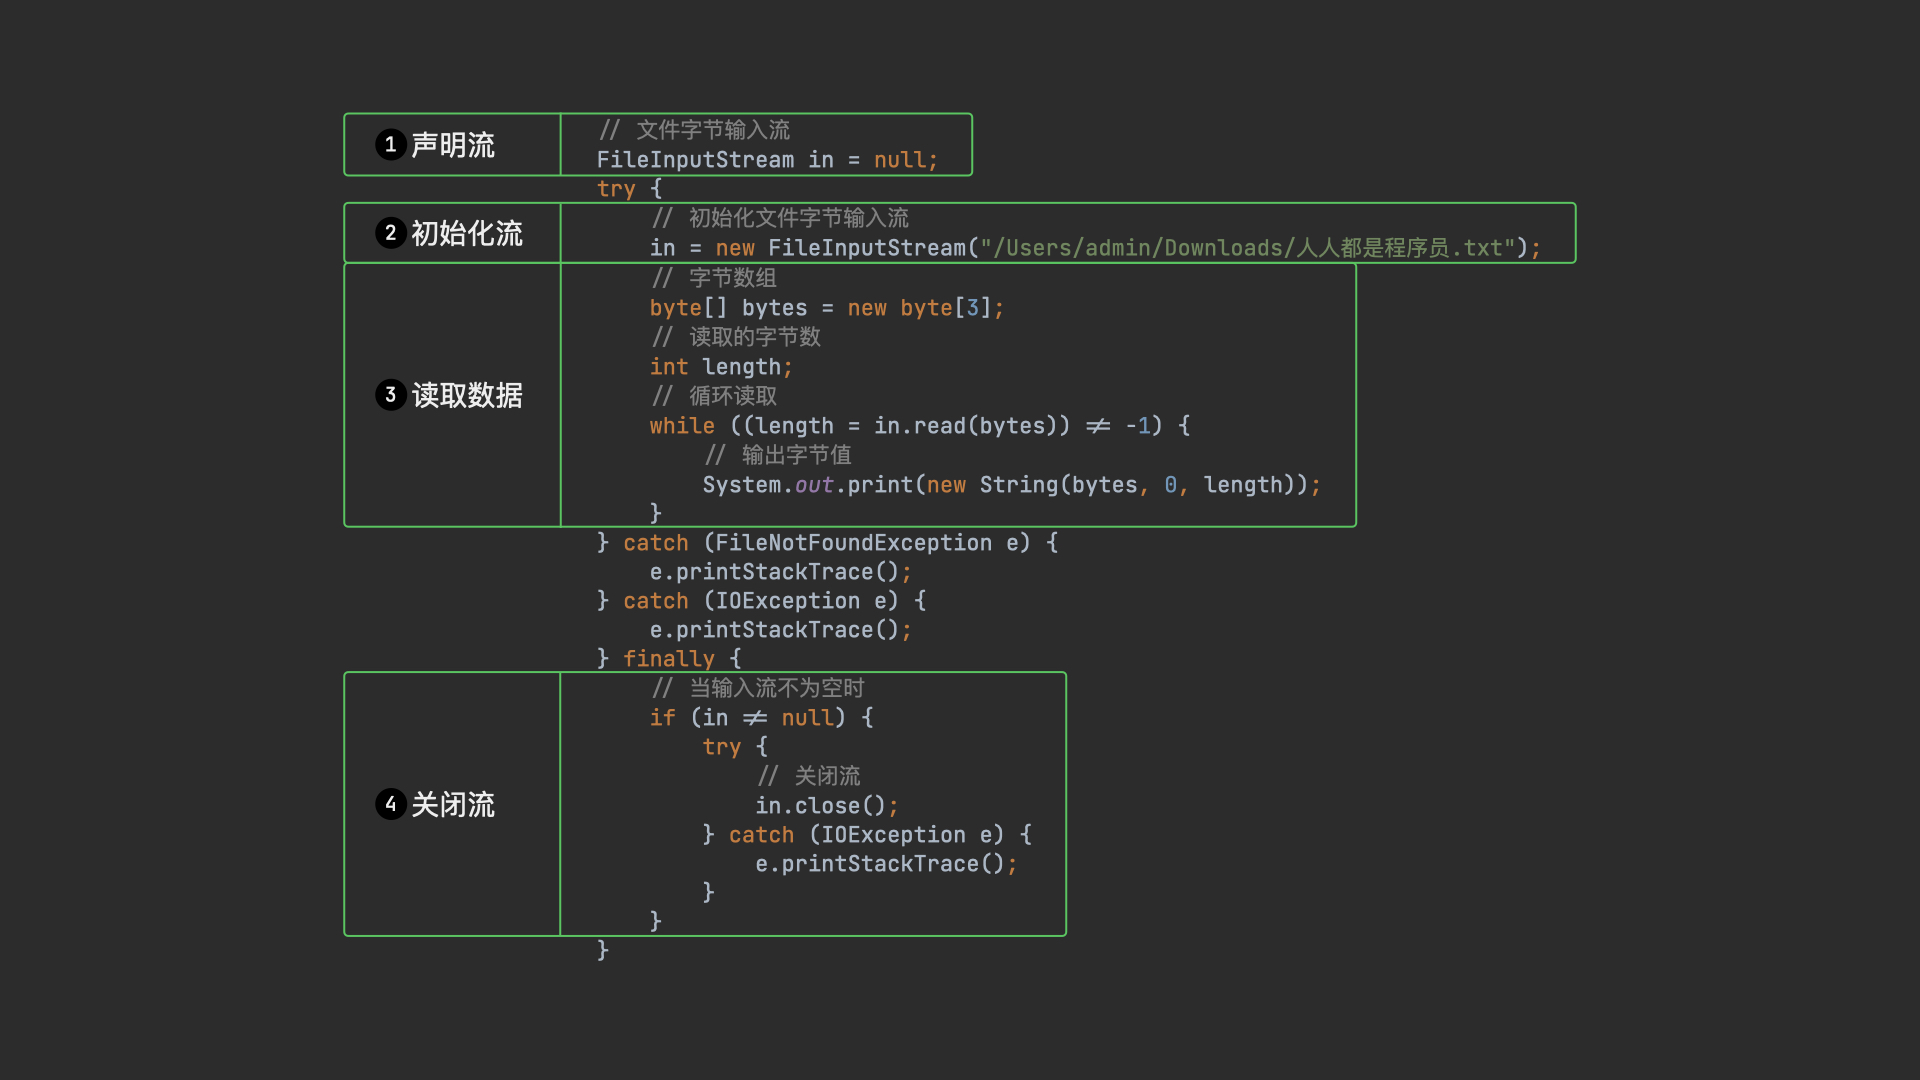 1 声明流
// 文件字节输入流
FileInputStream in = null;
try {
2 初始化流
// 初始化文件字节输入流
in = new FileInputStream("/Users/admin/Downloads/人人都是程序员.txt");
3 读取数据
// 字节数组
byte[] bytes = new byte[3];
// 读取的字节数
int length;
// 循环读取
while ((length = in.read(bytes)) != -1) {
// 输出字节值
System.out.print(new String(bytes, 0, length));
}
} catch (FileNotFoundException e) {
e.printStackTrace();
} catch (IOException e) {
e.printStackTrace();
} finally {
4 关闭流
// 当输入流不为空时
if (in != null) {
try {
// 关闭流
in.close();
} catch (IOException e) {
e.printStackTrace();
}
}
}